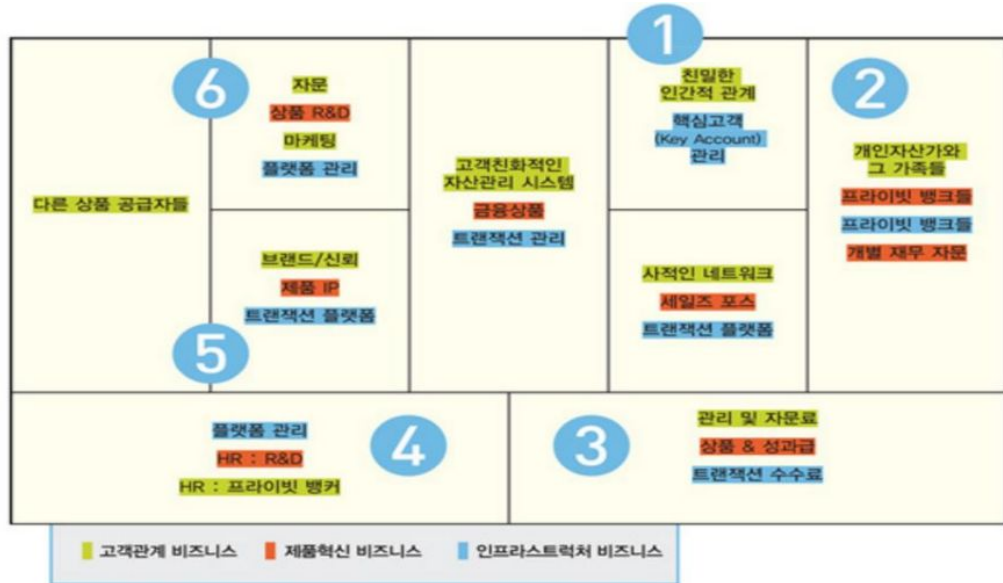 1
6
자문
상품 R&D
마케팅
플랫폼 관리
친밀한
인간적 관계
핵심고객
(Key Account)
관리
2
개인자산가와
그 가족들
프라이빗 뱅크들
프라이빗 뱅크들
개별 재무 자문
다른 상품 공급자들
고객친화적인
자산관리 시스템
금융상품
트랜잭션 관리
브랜드/신뢰
제품 IP
트랜잭션 플랫폼
사적인 네트워크
세일즈 포스
트랜잭션 플랫폼
5
플랫폼 관리
HR : R&D
HR : 프라이빗 뱅커
4
3
관리 및 자문료
상품 & 성과급
트랜잭션 수수료
고객관계 비즈니스 제품혁신 비즈니스 인프라스트럭처 비즈니스